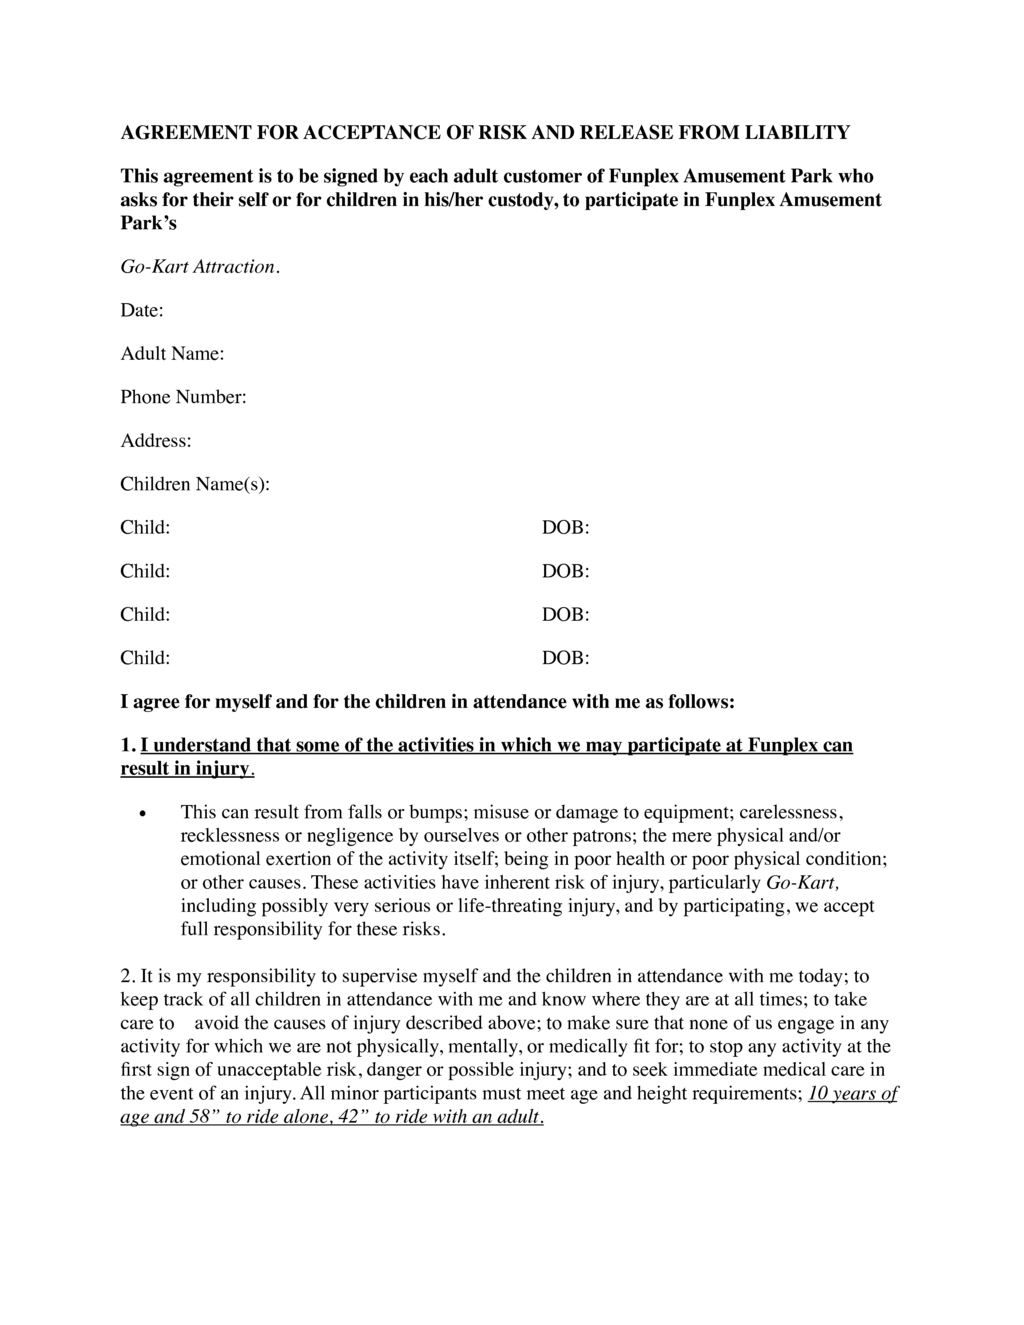 AGREEMENT FOR ACCEPTANCE OF RISK AND RELEASE FROM LIABILITY
This agreement is to be signed by each adult customer of Funplex Amusement Park who
asks for their self or for children in his/her custody, to participate in Funplex Amusement
Park’s
Go-Kart Attraction.
Date:
Adult Name:
Phone Number:
Address:
Children Name(s):
Child: DOB:
Child: DOB:
Child: DOB:
Child: DOB:
I agree for myself and for the children in attendance with me as follows:
1. I understand that some of the activities in which we may participate at Funplex can
result in injury.
• This can result from falls or bumps; misuse or damage to equipment; carelessness,
recklessness or negligence by ourselves or other patrons; the mere physical and/or
emotional exertion of the activity itself; being in poor health or poor physical condition;
or other causes. These activities have inherent risk of injury, particularly Go-Kart,
including possibly very serious or life-threating injury, and by participating, we accept
full responsibility for these risks.
2. It is my responsibility to supervise myself and the children in attendance with me today; to
keep track of all children in attendance with me and know where they are at all times; to take
care to avoid the causes of injury described above; to make sure that none of us engage in any
activity for which we are not physically, mentally, or medically fit for; to stop any activity at the
first sign of unacceptable risk, danger or possible injury; and to seek immediate medical care in
the event of an injury. All minor participants must meet age and height requirements; 10 years of
age and 58” to ride alone, 42” to ride with an adult.